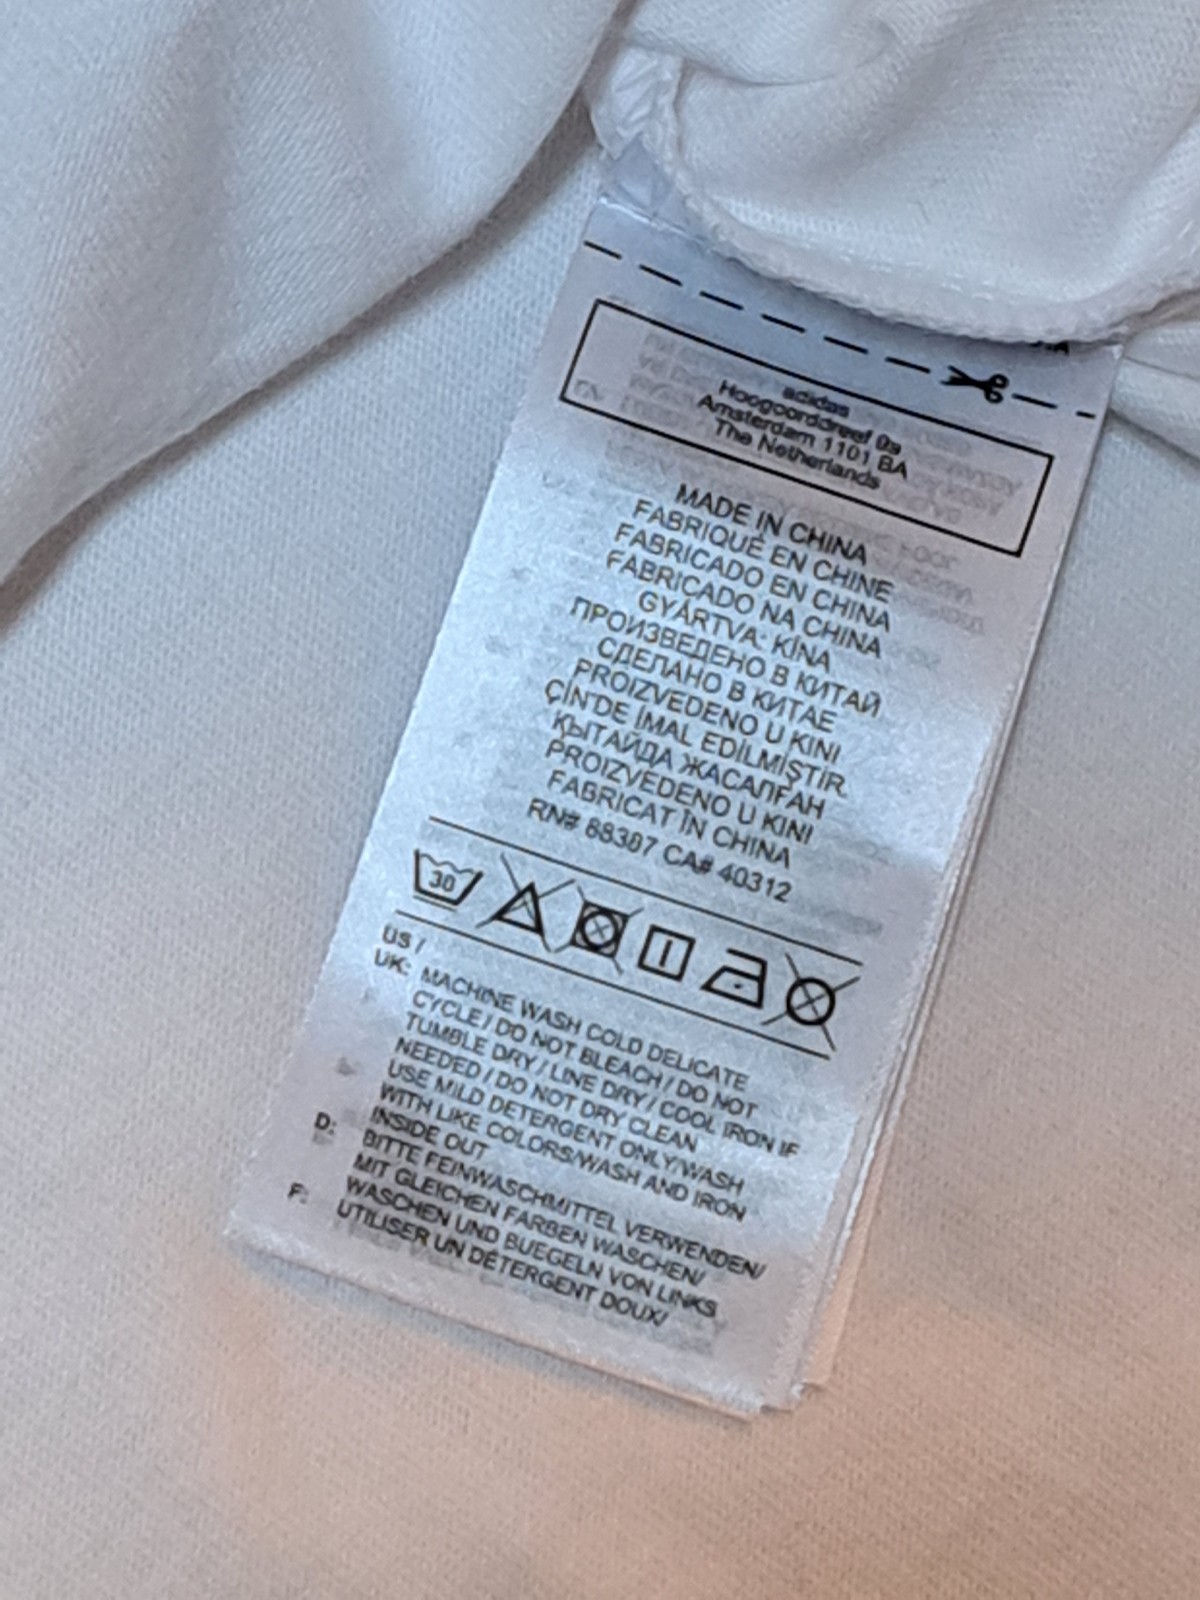 adidas
Hoogoorddreef 9a
Amsterdam 1101 BA
The Netherlands
MADE IN CHINA
FABRIQUÉ EN CHINE
FABRICADO EN CHINA
FABRICADO NA CHINA
GYÁRTVA: KÍNA
ПРОИЗВЕДЕНО В КИТАЙ
СДЕЛАНО В КИТАЕ
PROIZVEDENO U KINI
ÇİN'DE İMAL EDİLMİŞTİR.
ҚЫТАЙДА ЖАСАЛҒАН
PROIZVEDENO U KINI
FABRICAT ÎN CHINA
RN# 88387 CA# 40312
30
US /
UK: MACHINE WASH COLD DELICATE
CYCLE / DO NOT BLEACH / DO NOT
TUMBLE DRY / LINE DRY / COOL IRON IF
NEEDED / DO NOT DRY CLEAN
USE MILD DETERGENT ONLY/WASH
WITH LIKE COLORS/WASH AND IRON
INSIDE OUT
D: BITTE FEINWASCHMITTEL VERWENDEN/
MIT GLEICHEN FARBEN WASCHEN/
WASCHEN UND BUEGELN VON LINKS
F: UTILISER UN DÉTERGENT DOUX/